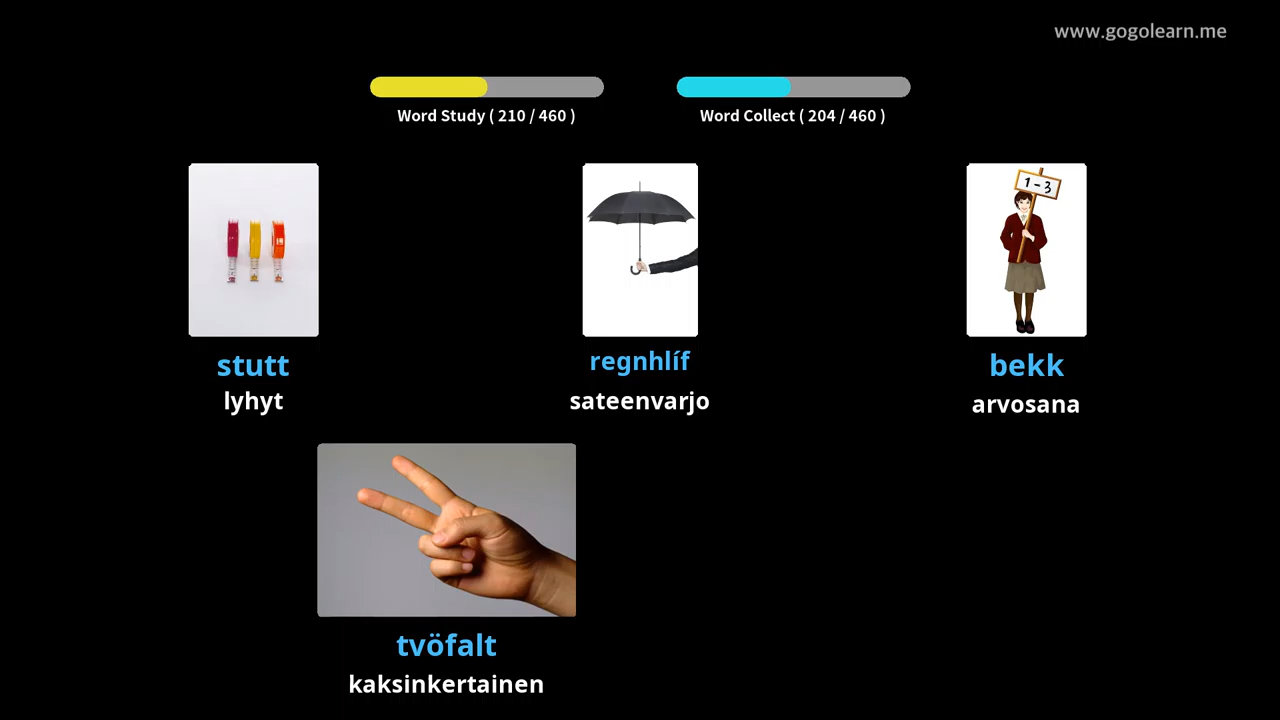 www.gogolearn.me
Word Study ( 210 / 460 )
Word Collect ( 204 / 460 )
1-3
stutt
lyhyt
regnhlíf
sateenvarjo
bekk
arvosana
tvöfalt
kaksinkertainen